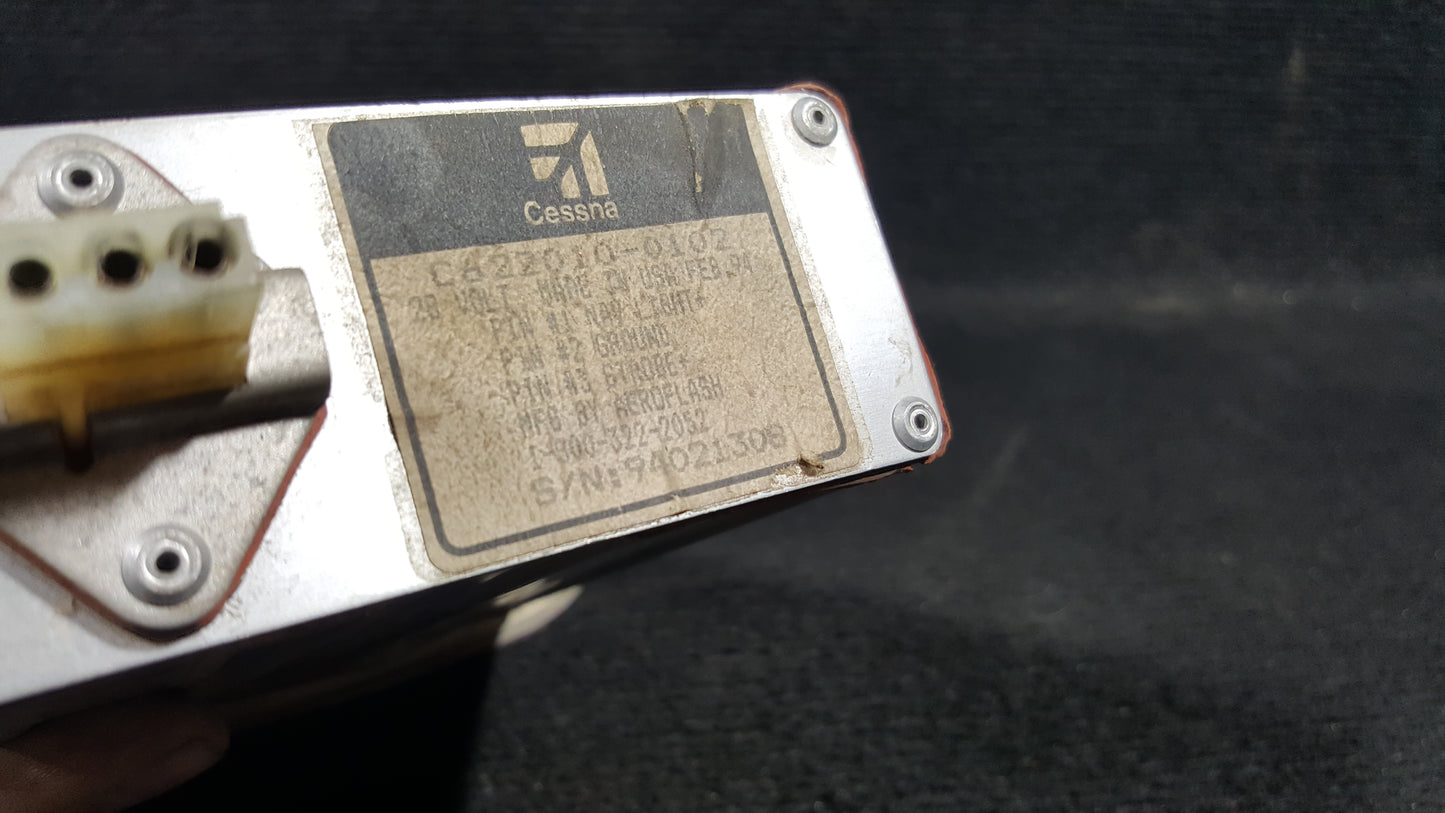 Cessna
C622010-0102
28 VOLT, MADE IN USA FEB 94
PIN #1 NAV LIGHT+
PIN #2 GROUND
PIN #3 STROBE+
MFG BY AEROFLASH
1-800-322-2052
S/N:94021308